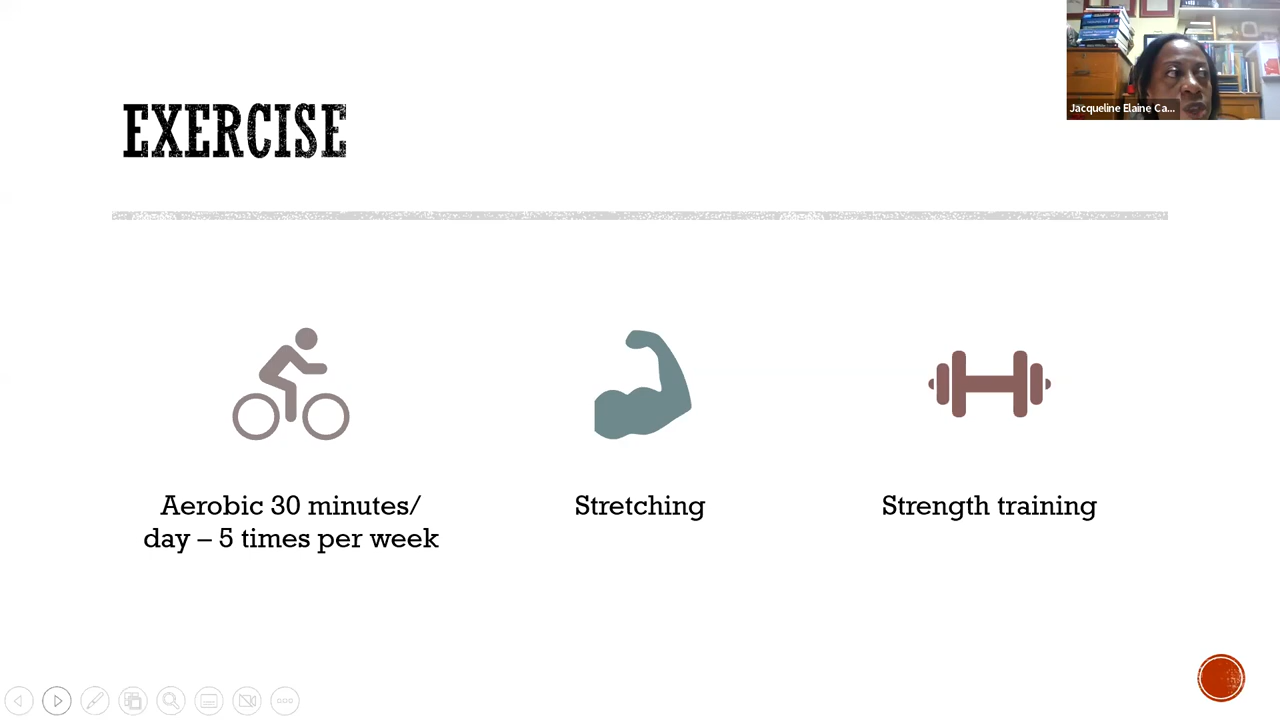 Jacqueline Elaine Ca...
EXERCISE
Aerobic 30 minutes/
day – 5 times per week
Stretching
Strength training